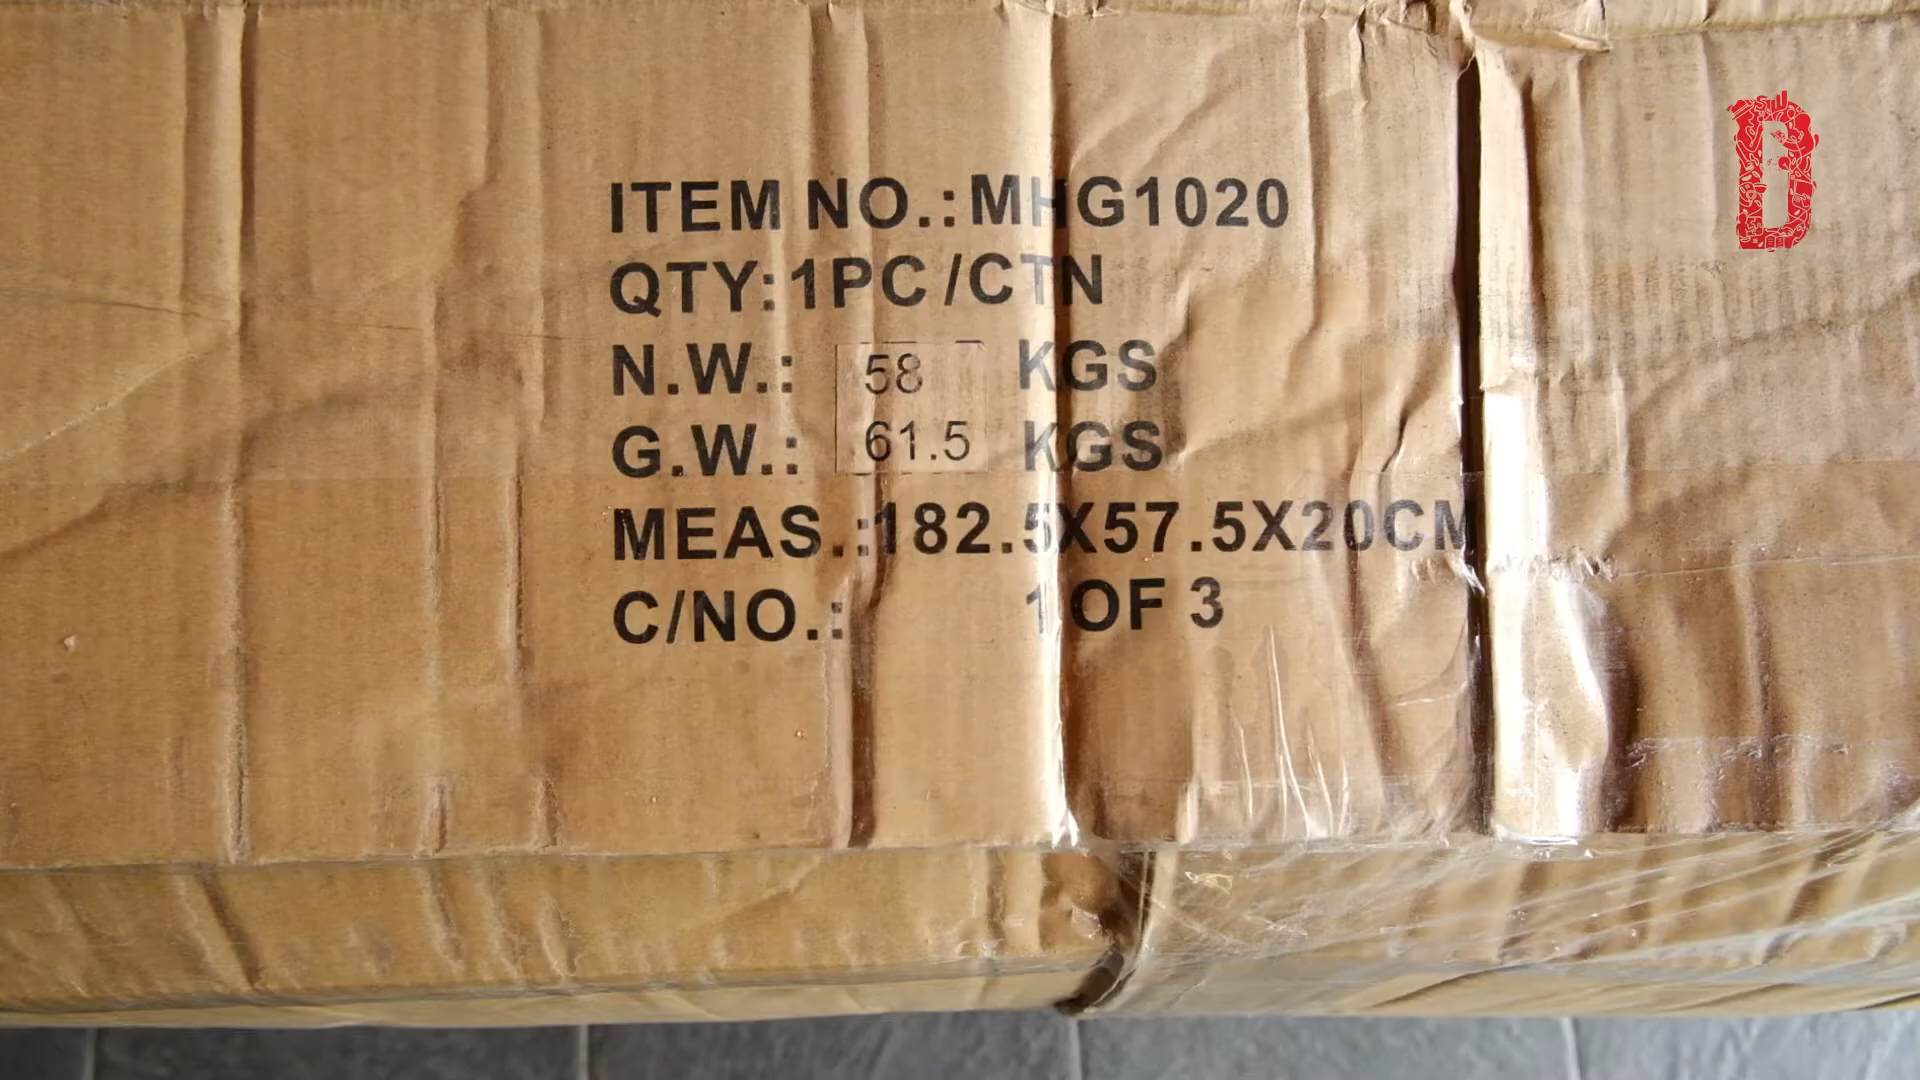 ITEM NO.:MHG1020
QTY:1PC/CTN
N.W.: 58 KGS
G.W.: 61.5 KGS
MEAS.:182.5X57.5X20CM
C/NO.: 1 OF 3
B